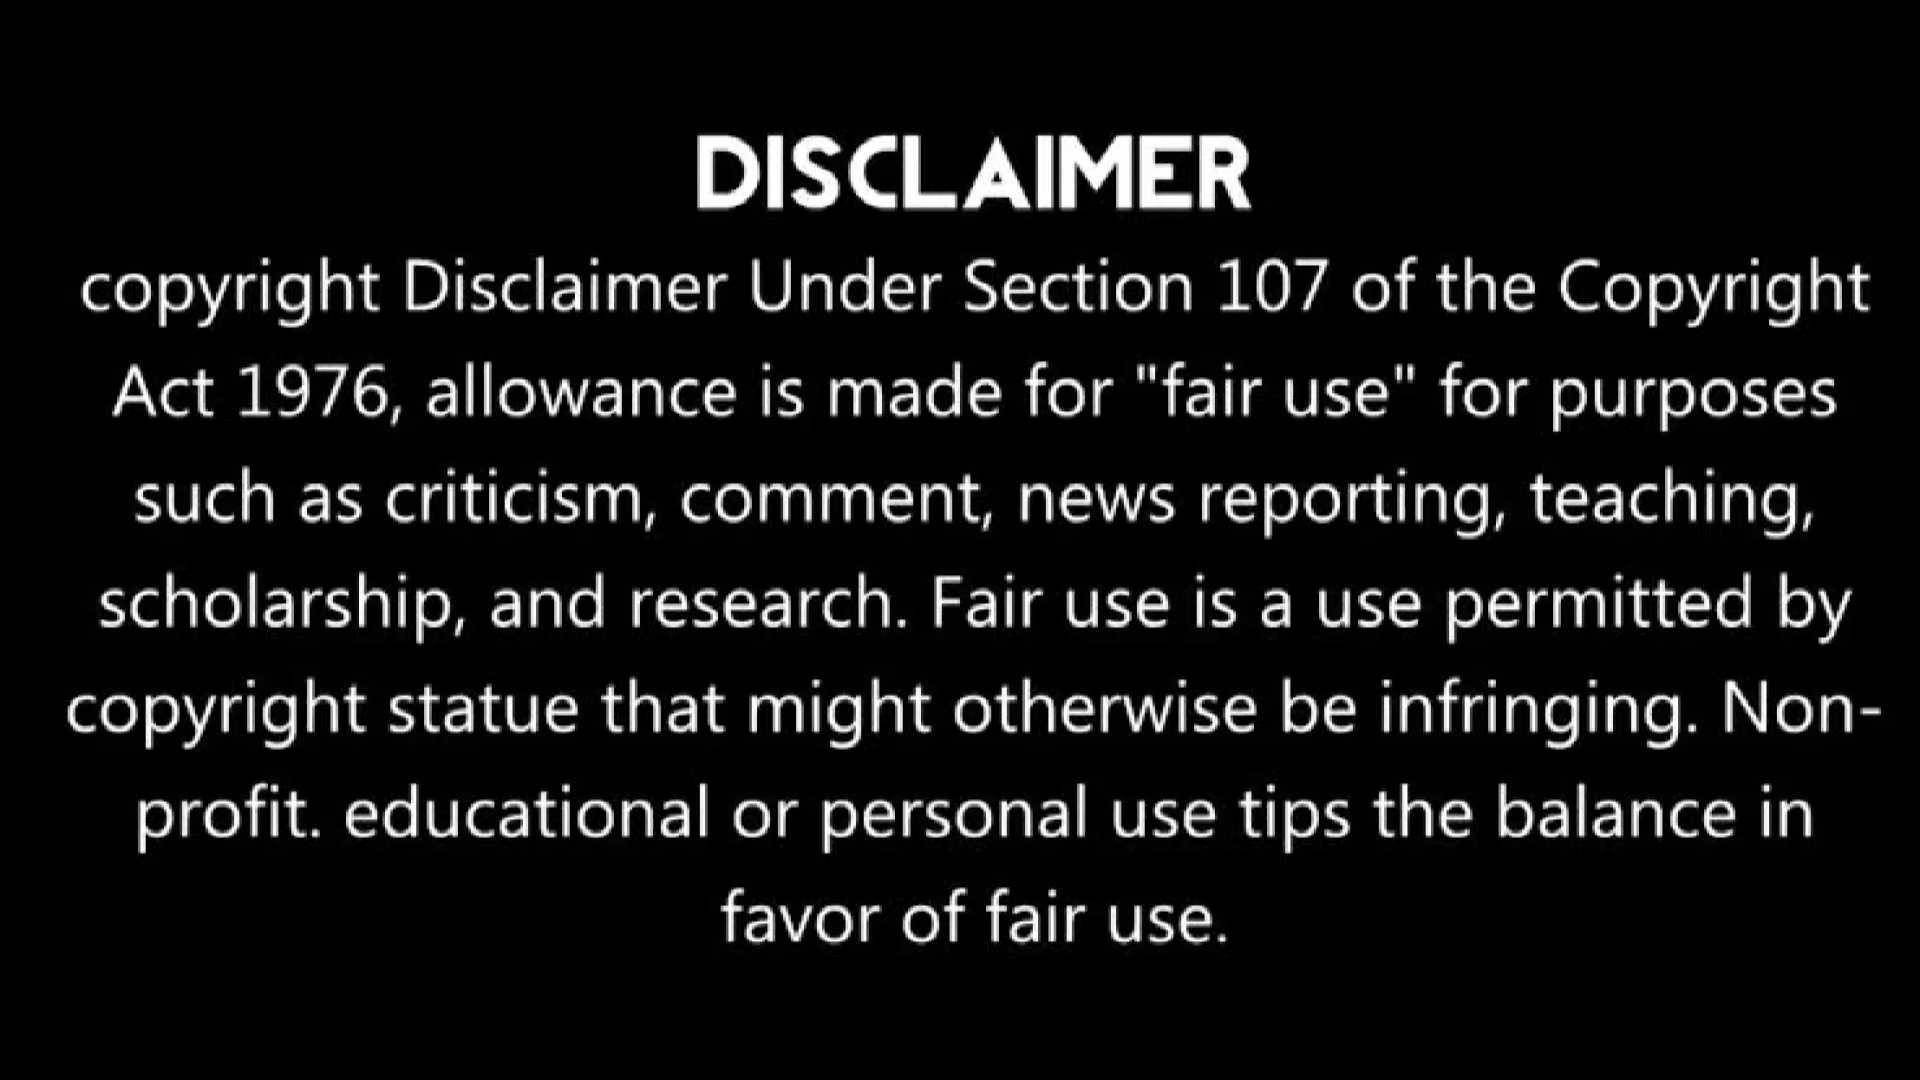 DISCLAIMER
copyright Disclaimer Under Section 107 of the Copyright
Act 1976, allowance is made for "fair use" for purposes
such as criticism, comment, news reporting, teaching,
scholarship, and research. Fair use is a use permitted by
copyright statue that might otherwise be infringing. Non-
profit. educational or personal use tips the balance in
favor of fair use.